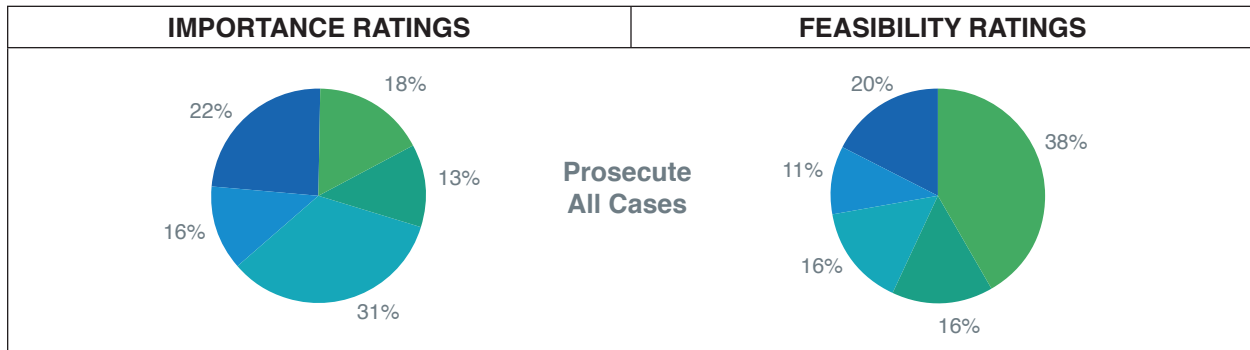 IMPORTANCE RATINGS
FEASIBILITY RATINGS
18%
22%
13%
16%
31%
Prosecute
All Cases
20%
38%
11%
16%
16%